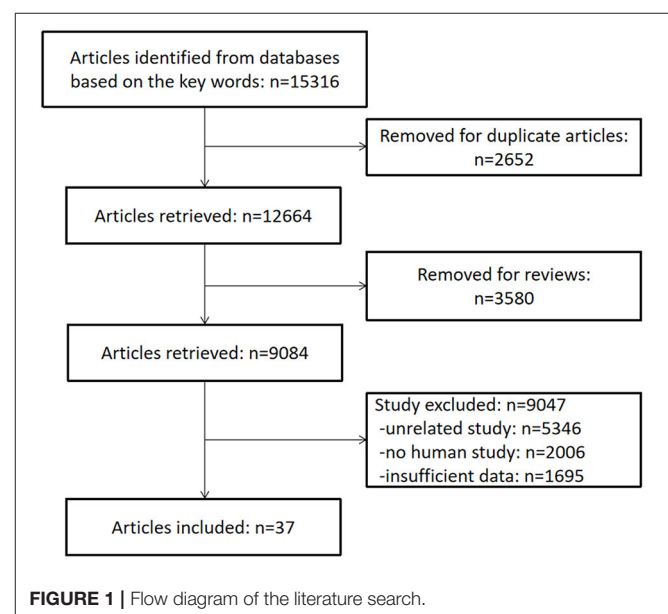 Articles identified from databases
based on the key words: n=15316
Removed for duplicate articles:
n=2652
Articles retrieved: n=12664
Removed for reviews:
n=3580
Articles retrieved: n=9084
Study excluded: n=9047
-unrelated study: n=5346
-no human study: n=2006
-insufficient data: n=1695
Articles included: n=37
FIGURE 1 | Flow diagram of the literature search.